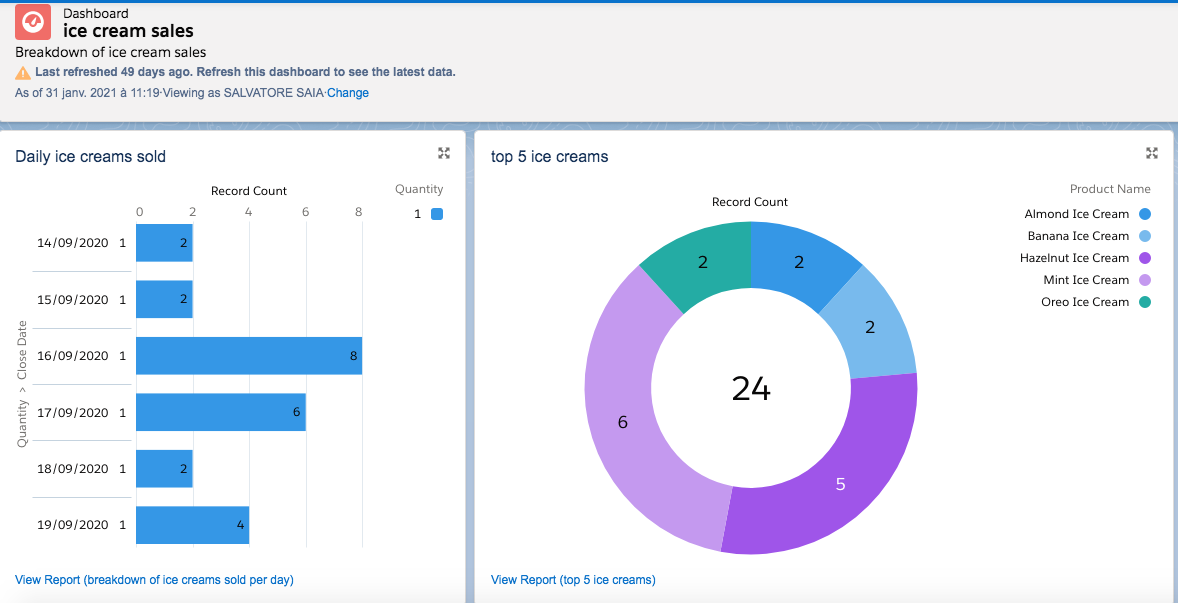 Dashboard
ice cream sales
Breakdown of ice cream sales
Last refreshed 49 days ago. Refresh this dashboard to see the latest data.
As of 31 janv. 2021 à 11:19·Viewing as SALVATORE SAIA·Change
Daily ice creams sold
Record Count
Quantity
1
0 2 4 6 8
Quantity > Close Date
14/09/2020 1 2
15/09/2020 1 2
16/09/2020 1 8
17/09/2020 1 6
18/09/2020 1 2
19/09/2020 1 4
View Report (breakdown of ice creams sold per day)
top 5 ice creams
Record Count
2
2
5
6
2
24
Product Name
Almond Ice Cream
Banana Ice Cream
Hazelnut Ice Cream
Mint Ice Cream
Oreo Ice Cream
View Report (top 5 ice creams)